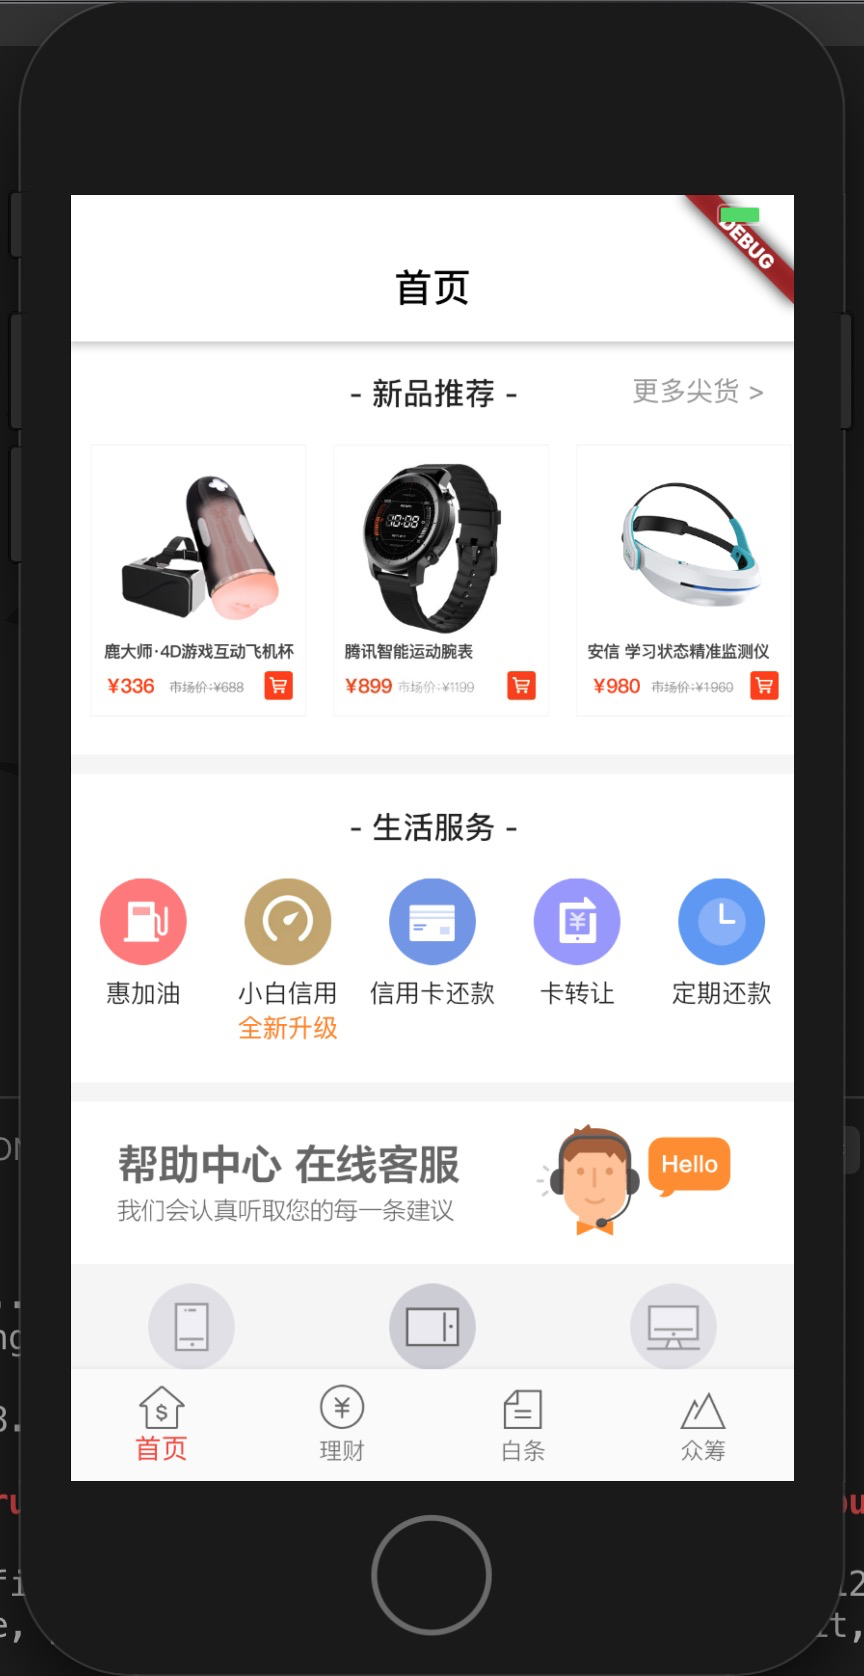 DEBUG
首页
- 新品推荐 -
更多尖货 >
10:08
鹿大师·4D游戏互动飞机杯
¥336 市场价:¥688
腾讯智能运动腕表
¥899 市场价:¥1199
安信 学习状态精准监测仪
¥980 市场价:¥1960
- 生活服务 -
惠加油
小白信用
全新升级
信用卡还款
卡转让
定期还款
帮助中心 在线客服
我们会认真听取您的每一条建议
Hello
首页
理财
白条
众筹